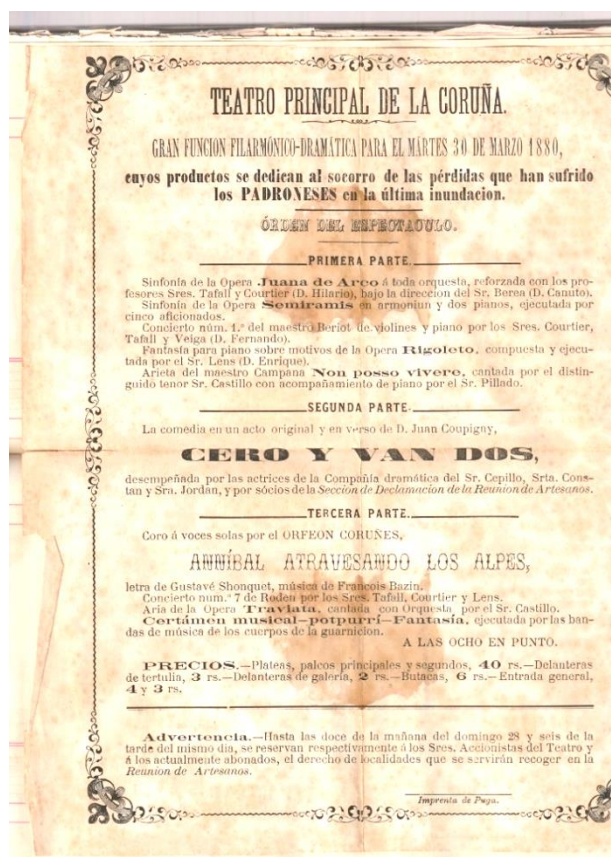 TEATRO PRINCIPAL DE LA CORUÑA.
GRAN FUNCION FILARMÓNICO-DRAMÁTICA PARA EL MÁRTES 30 DE MARZO 1880,
cuyos productos se dedican al socorro de las pérdidas que han sufrido
los PADRONESES en la última inundacion.
ÓRDEN DEL ESPECTACULO.
PRIMERA PARTE.
Sinfonía de la Opera Juana de Arco á toda orquesta, reforzada con los pro-
fesores Sres. Tafall y Courtier (D. Hilario), bajo la direccion del Sr. Berea (D. Canuto).
Sinfonía de la Opera Semiramis en armoniun y dos pianos, ejecutada por
cinco aficionados.
Concierto núm. 1.º del maestro Beriot de violines y piano por los Sres. Courtier,
Tafall y Veiga (D. Fernando).
Fantasía para piano sobre motivos de la Opera Rigoleto, compuesta y ejecu-
tada por el Sr. Lens (D. Enrique).
Arieta del maestro Campana Non posso vivere, cantada por el distin-
guido tenor Sr. Castillo con acompañamiento de piano por el Sr. Pillado.
SEGUNDA PARTE.
La comedia en un acto original y en verso de D. Juan Coupigny,
CERO Y VAN DOS,
desempeñada por las actrices de la Compañía dramática del Sr. Cepillo, Srta. Cons-
tan y Sra. Jordan, y por sócios de la Seccion de Declamacion de la Reunion de Artesanos.
TERCERA PARTE.
Coro á voces solas por el ORFEON CORUÑES,
ANNÍBAL ATRAVESANDO LOS ALPES,
letra de Gustavé Shonquet, música de Francois Bazin.
Concierto num.º 7 de Roden por los Sres. Tafall, Courtier y Lens.
Aria de la Opera Traviata, cantada con Orquesta por el Sr. Castillo.
Certámen musical—potpurrí—Fantasía, ejecutada por las ban-
das de música de los cuerpos de la guarnicion.
A LAS OCHO EN PUNTO.
PRECIOS.—Plateas, palcos principales y segundos, 40 rs.—Delanteras
de tertulia, 3 rs.—Delanteras de galería, 2 rs.—Butacas, 6 rs.—Entrada general,
4 y 3 rs.
Advertencia.—Hasta las doce de la mañana del domingo 28 y seis de la
tarde del mismo dia, se reservan respectivamente á los Sres. Accionistas del Teatro y
á los actualmente abonados, el derecho de localidades que se servirán recoger en la
Reunion de Artesanos.
Imprenta de Puga.